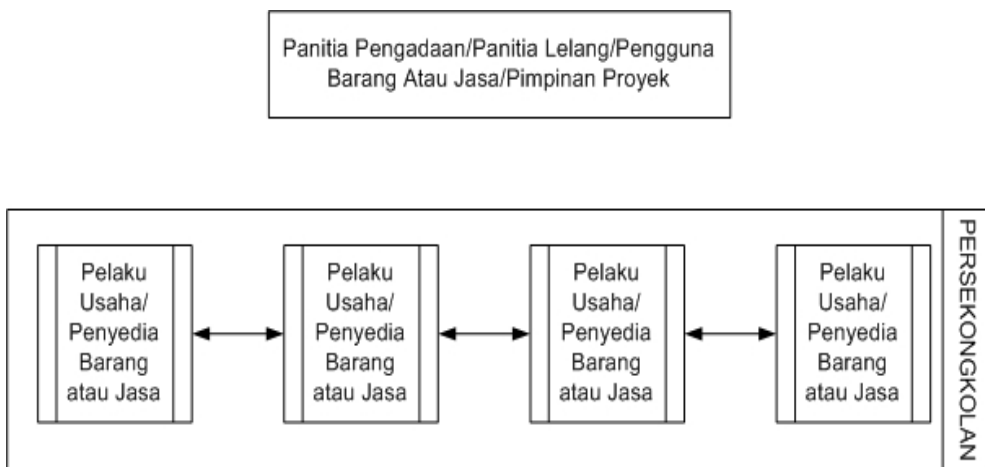 Panitia Pengadaan/Panitia Lelang/Pengguna
Barang Atau Jasa/Pimpinan Proyek
Pelaku
Usaha/
Penyedia
Barang
atau Jasa
Pelaku
Usaha/
Penyedia
Barang
atau Jasa
Pelaku
Usaha/
Penyedia
Barang
atau Jasa
Pelaku
Usaha/
Penyedia
Barang
atau Jasa
PERSEKONGKOLAN